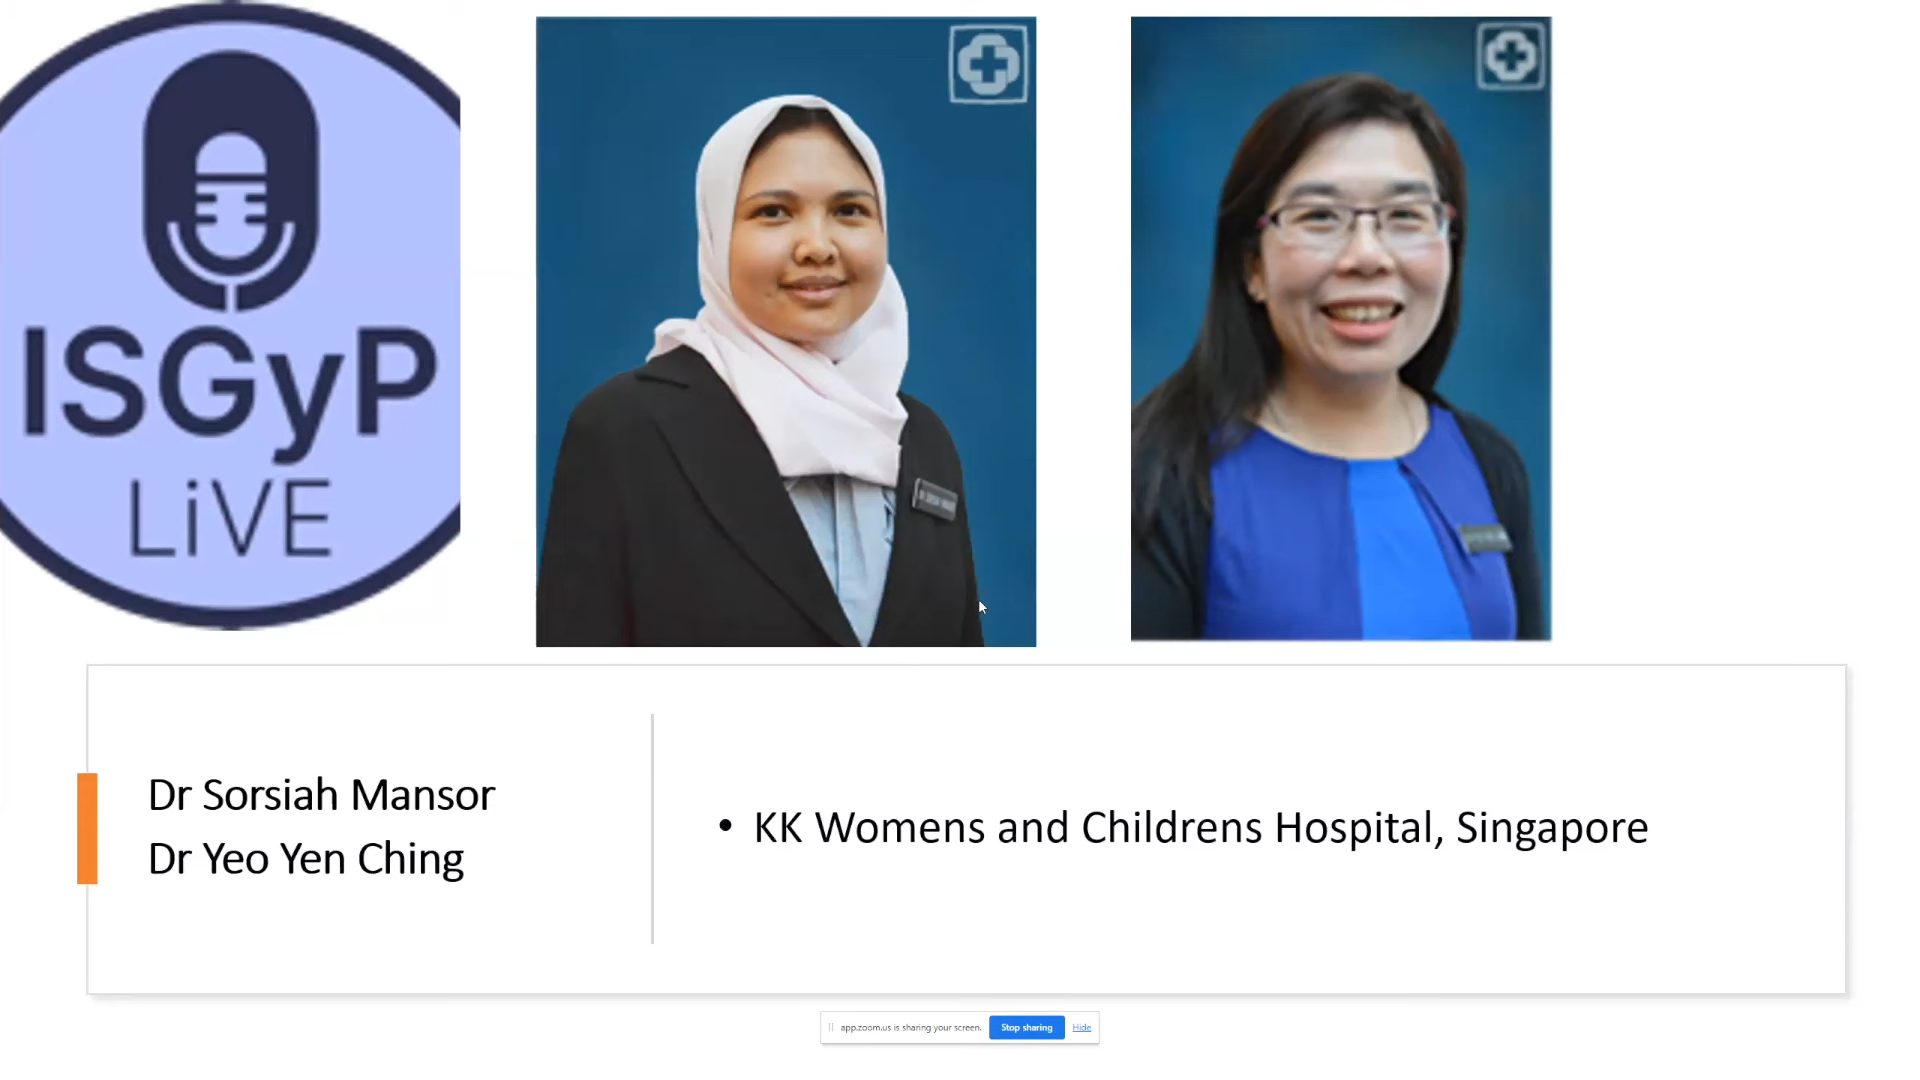 ISGyP
LiVE
Dr Sorsiah Mansor
Dr Yeo Yen Ching
• KK Womens and Childrens Hospital, Singapore
app.zoom.us is sharing your screen.
Stop sharing
Hide